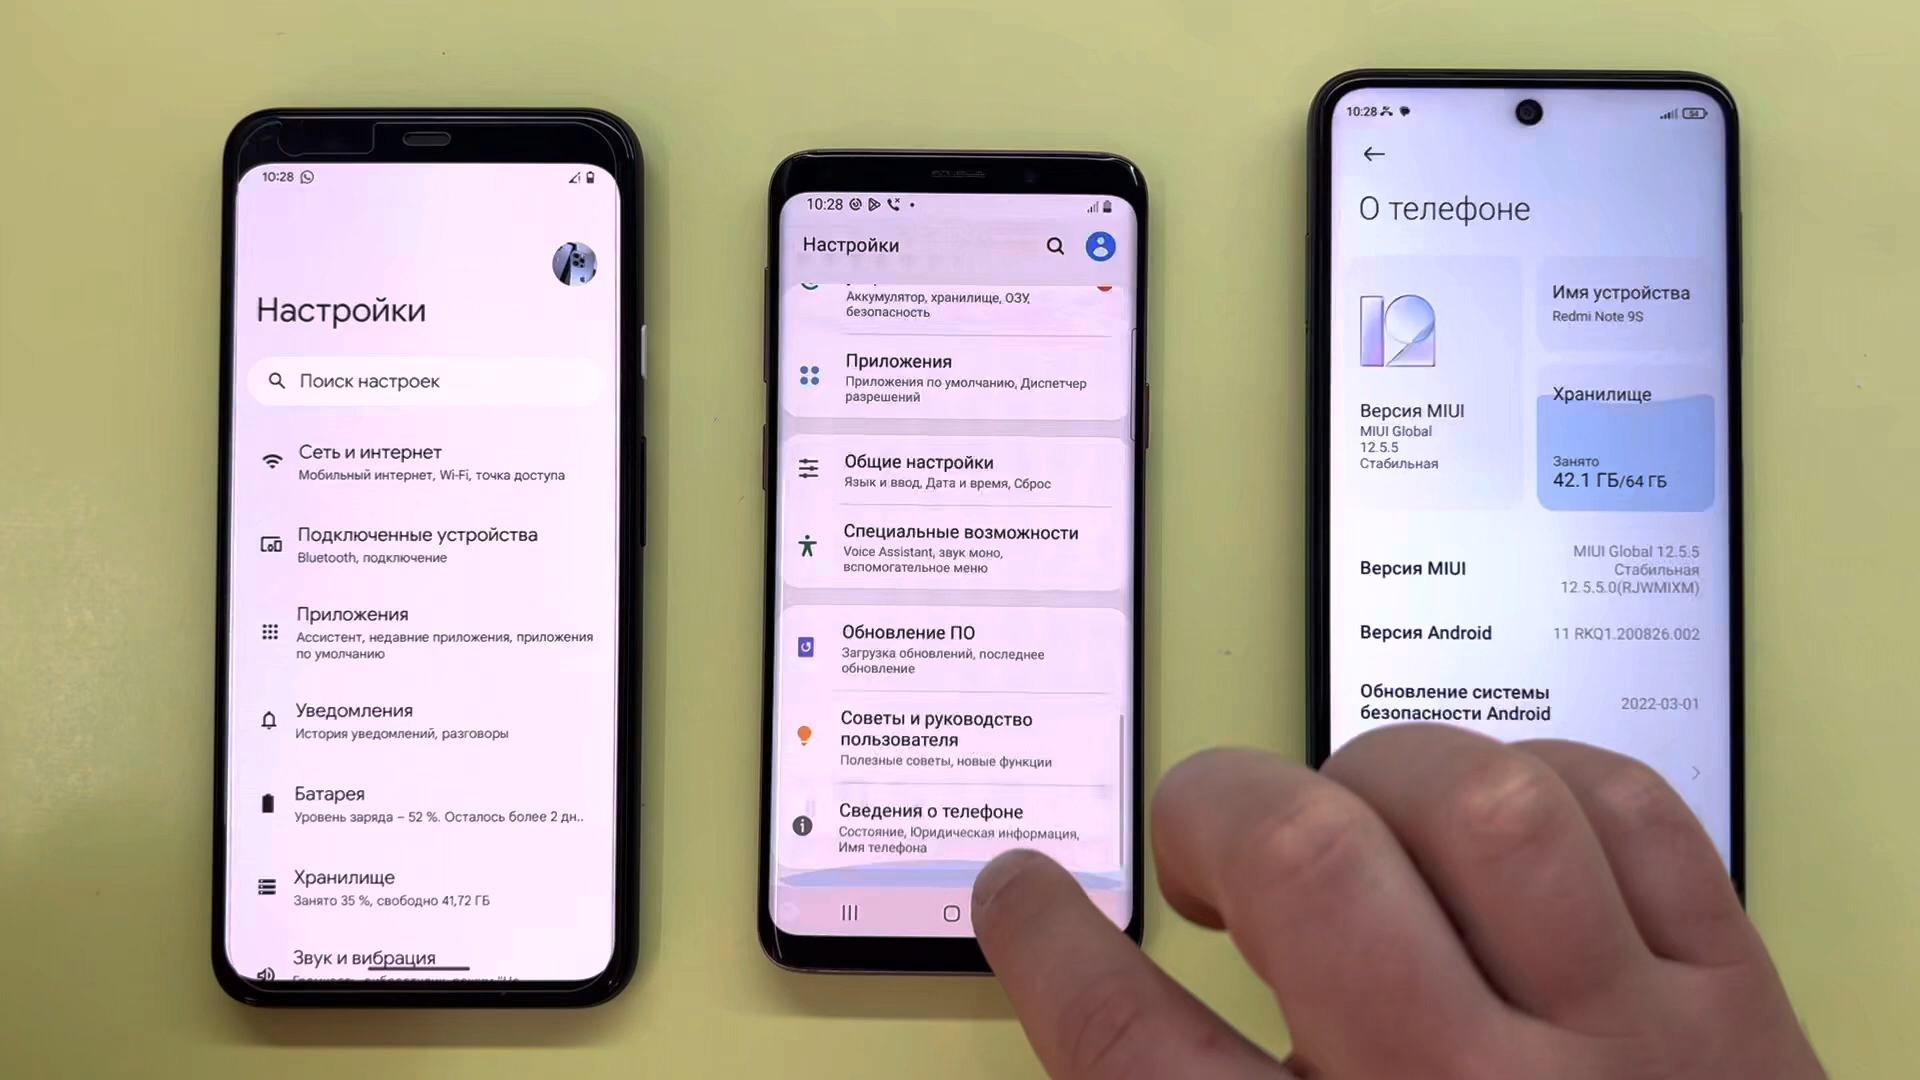 10:28
Настройки
Поиск настроек
Сеть и интернет
Мобильный интернет, Wi-Fi, точка доступа
Подключенные устройства
Bluetooth, подключение
Приложения
Ассистент, недавние приложения, приложения
по умолчанию
Уведомления
История уведомлений, разговоры
Батарея
Уровень заряда – 52 %. Осталось более 2 дн..
Хранилище
Занято 35 %, свободно 41,72 ГБ
Звук и вибрация
10:28
Настройки
Аккумулятор, хранилище, ОЗУ,
безопасность
Приложения
Приложения по умолчанию, Диспетчер
разрешений
Общие настройки
Язык и ввод, Дата и время, Сброс
Специальные возможности
Voice Assistant, звук моно,
вспомогательное меню
Обновление ПО
Загрузка обновлений, последнее
обновление
Советы и руководство
пользователя
Полезные советы, новые функции
Сведения о телефоне
Состояние, Юридическая информация,
Имя телефона
10:28
54
О телефоне
12
Версия MIUI
MIUI Global
12.5.5
Стабильная
Имя устройства
Redmi Note 9S
Хранилище
Занято
42.1 ГБ/64 ГБ
Версия MIUI
MIUI Global 12.5.5
Стабильная
12.5.5.0(RJWMIXM)
Версия Android
11 RKQ1.200826.002
Обновление системы
безопасности Android
2022-03-01